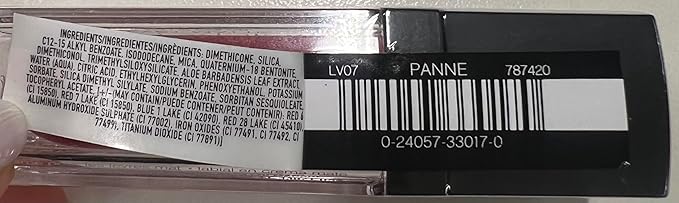 INGREDIENTS/INGREDIENTES/INGRÉDIENTS: DIMETHICONE, SILICA,
C12-15 ALKYL BENZOATE, ISODODECANE, MICA, QUATERNIUM-18 BENTONITE,
DIMETHICONOL, TRIMETHYLSILOXYSILICATE, ALOE BARBADENSIS LEAF EXTRACT,
WATER (AQUA), CITRIC ACID, ETHYLHEXYLGLYCERIN, PHENOXYETHANOL, POTASSIUM
SORBATE, SILICA DIMETHYL SILYLATE, SODIUM BENZOATE, SORBITAN SESQUIOLEATE,
TOCOPHERYL ACETATE, [+/-(MAY CONTAIN/PUEDE CONTENER/PEUT CONTENIR): RED 6
(CI 15850), RED 7 LAKE (CI 15850), BLUE 1 LAKE (CI 42090), RED 28 LAKE (CI 45410),
ALUMINUM HYDROXIDE SULPHATE (CI 77002), IRON OXIDES (CI 77491, CI 77492, CI
77499), TITANIUM DIOXIDE (CI 77891)]
LV07 PANNE 787420
0-24057-33017-0